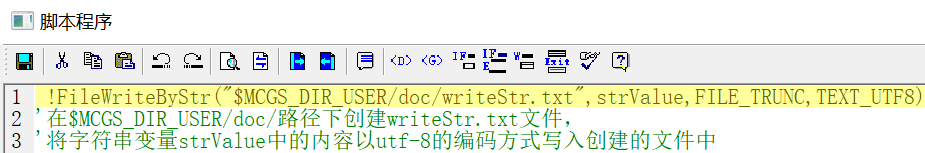 脚本程序
<D> <G> IF IF E W Exit
1 !FileWriteByStr("$MCGS_DIR_USER/doc/writeStr.txt",strValue,FILE_TRUNC,TEXT_UTF8)
2 '在$MCGS_DIR_USER/doc/路径下创建writeStr.txt文件,
3 '将字符串变量strValue中的内容以utf-8的编码方式写入创建的文件中